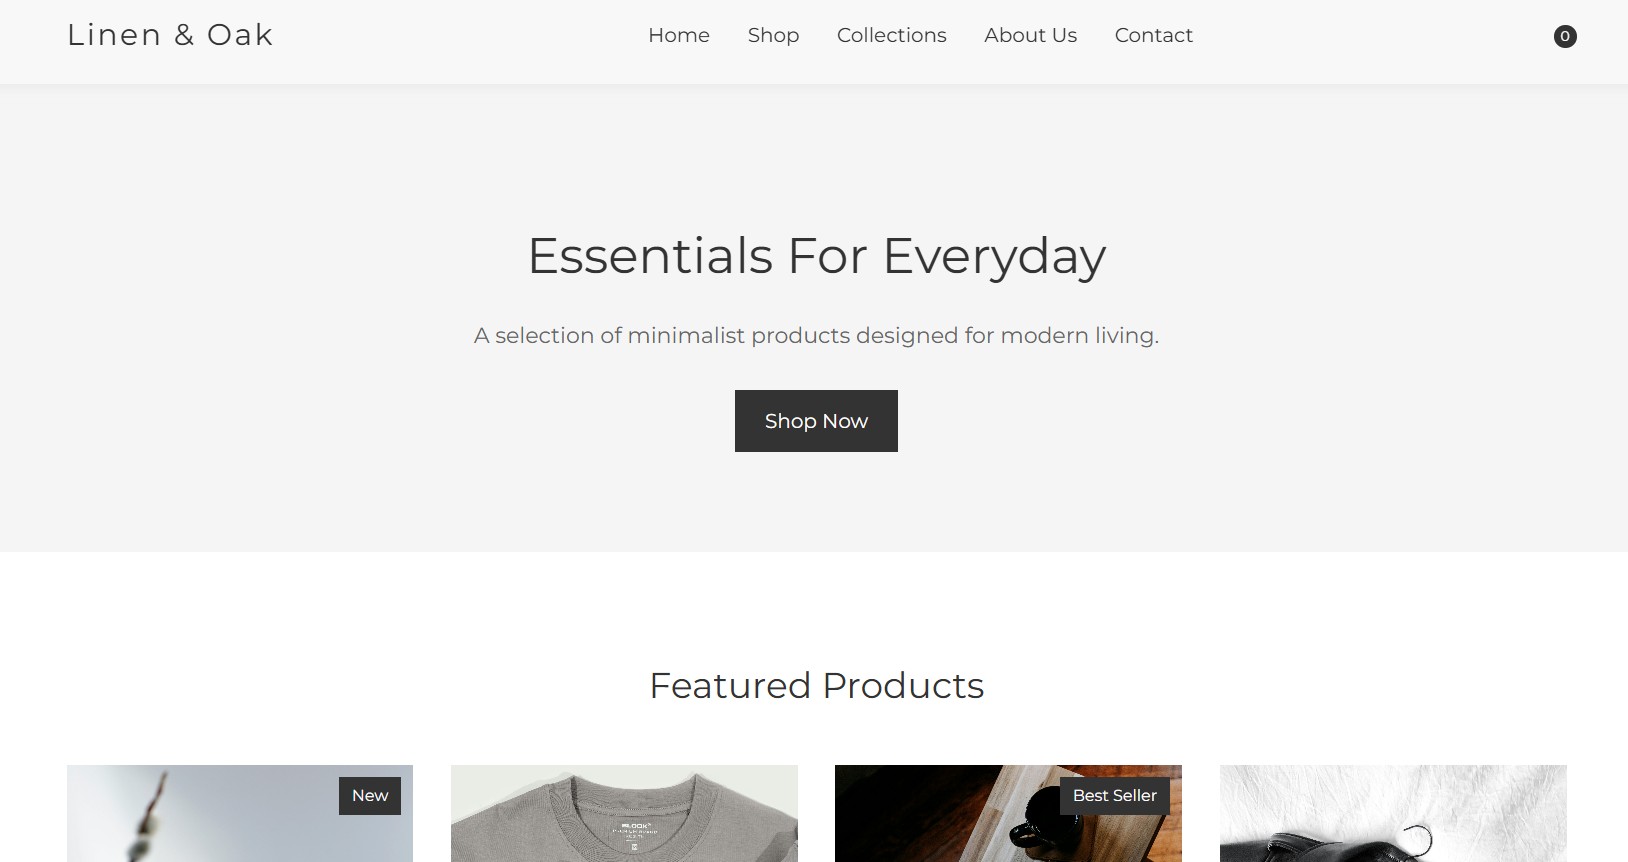 Linen & Oak
Home Shop Collections About Us Contact
0
Essentials For Everyday
A selection of minimalist products designed for modern living.
Shop Now
Featured Products
New
Best Seller